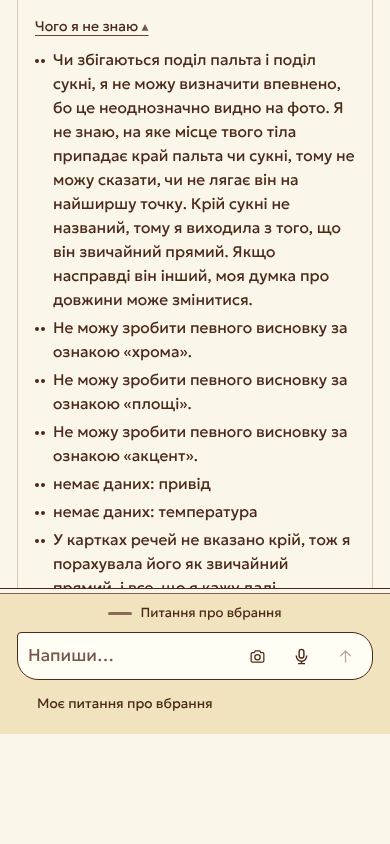 Чого я не знаю ▴
•• Чи збігаються поділ пальта і поділ
сукні, я не можу визначити впевнено,
бо це неоднозначно видно на фото. Я
не знаю, на яке місце твого тіла
припадає край пальта чи сукні, тому не
можу сказати, чи не лягає він на
найширшу точку. Крій сукні не
названий, тому я виходила з того, що
він звичайний прямий. Якщо
насправді він інший, моя думка про
довжини може змінитися.
•• Не можу зробити певного висновку за
ознакою «хрома».
•• Не можу зробити певного висновку за
ознакою «площі».
•• Не можу зробити певного висновку за
ознакою «акцент».
•• немає даних: привід
•• немає даних: температура
•• У картках речей не вказано крій, тож я
порахувала його як звичайний
прямий, і все, що я кажу далі
Питання про вбрання
Напиши...
Моє питання про вбрання